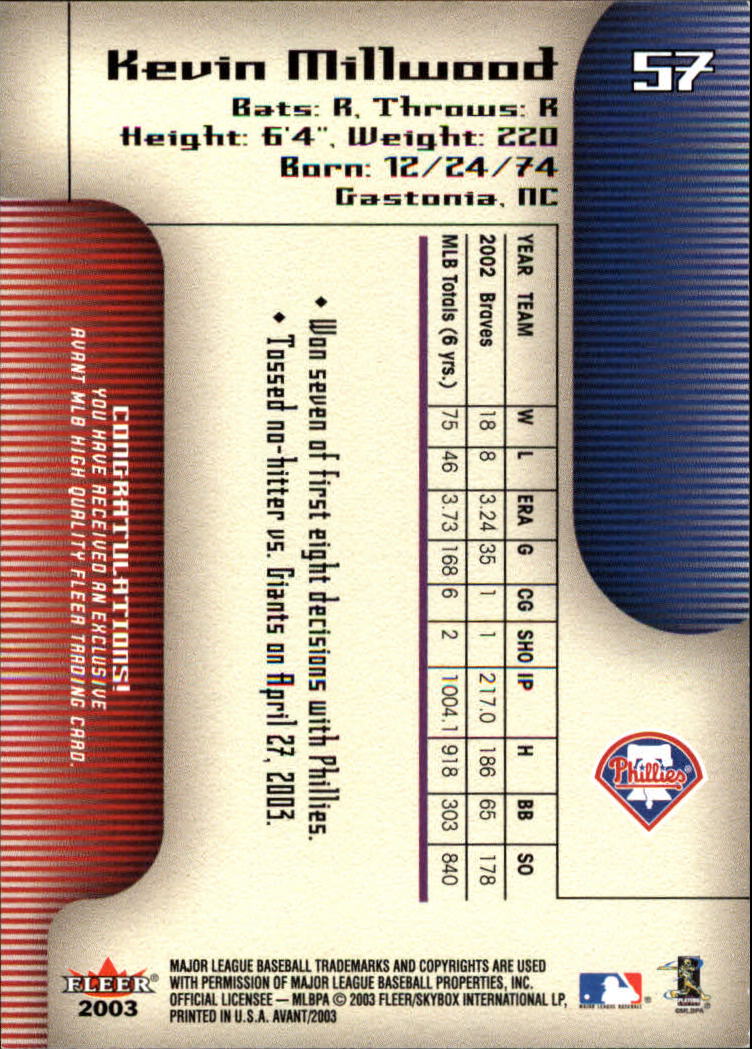 Kevin Millwood
57
Bats: R, Throws: R
Height: 6'4", Weight: 220
Born: 12/24/74
Gastonia, NC
YEAR TEAM W L ERA G CG SHO IP H BB SO
2002 Braves 18 8 3.24 35 1 1 217.0 186 65 178
MLB Totals (6 yrs.) 75 46 3.73 168 6 2 1004.1 918 303 840
♦ Won seven of first eight decisions with Phillies.
♦ Tossed no-hitter vs. Giants on April 27, 2003.
CONGRATULATIONS!
YOU HAVE RECEIVED AN EXCLUSIVE
AVANT MLB HIGH QUALITY FLEER TRADING CARD.
Phillies
FLEER®
2003
MAJOR LEAGUE BASEBALL TRADEMARKS AND COPYRIGHTS ARE USED
WITH PERMISSION OF MAJOR LEAGUE BASEBALL PROPERTIES, INC.
OFFICIAL LICENSEE — MLBPA © 2003 FLEER/SKYBOX INTERNATIONAL LP,
PRINTED IN U.S.A. AVANT/2003
MAJOR LEAGUE BASEBALL
©MLBPA